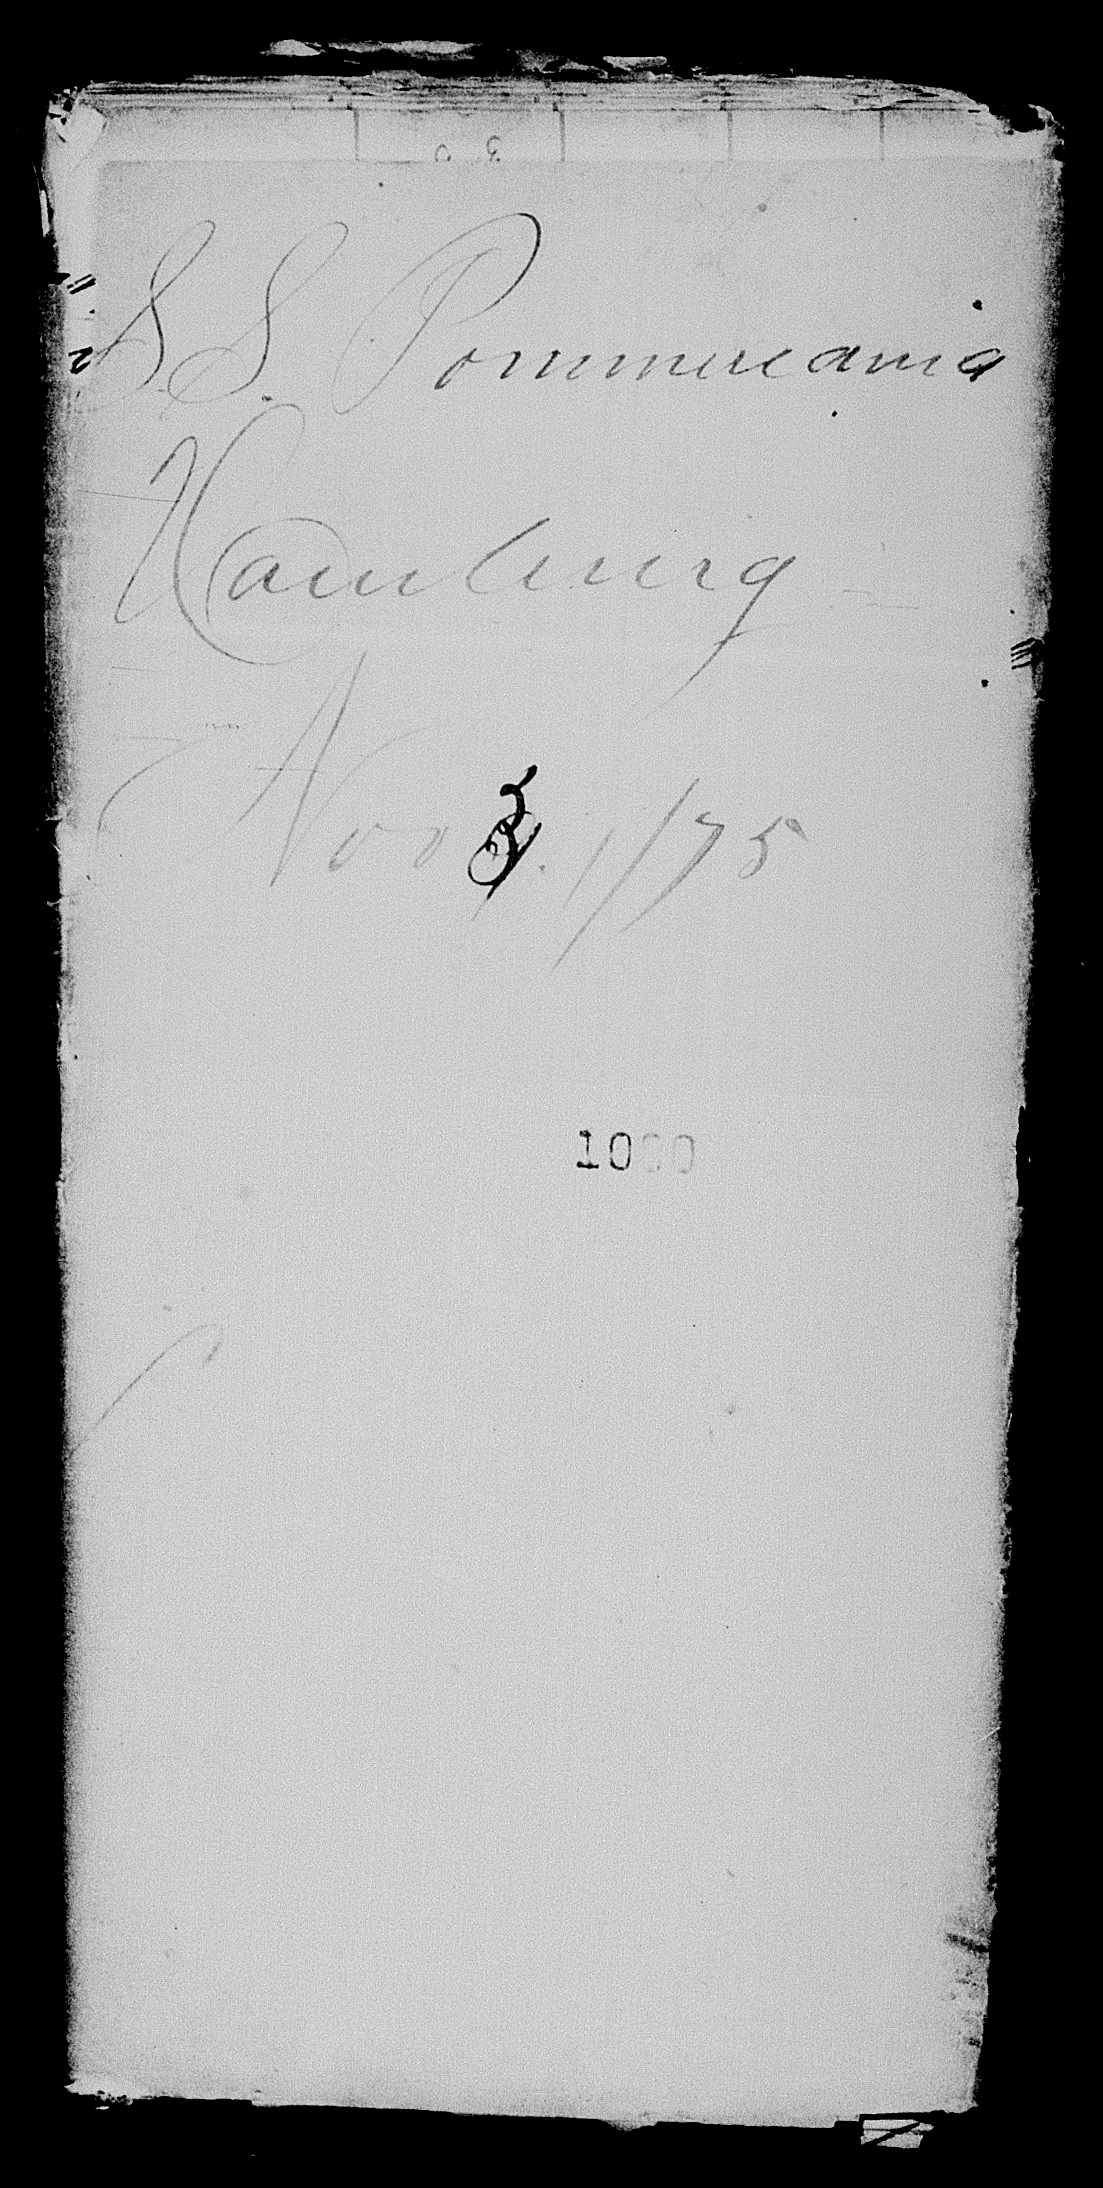 S.S. Pommerania
Hamburg
Nov. 1/75
3
1000